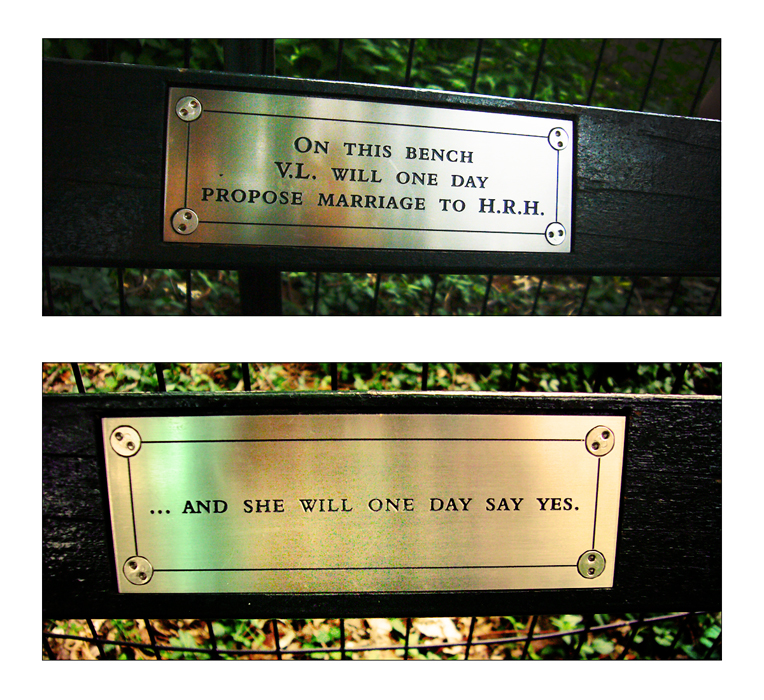 On this bench
V.L. will one day
propose marriage to H.R.H.
... and she will one day say yes.